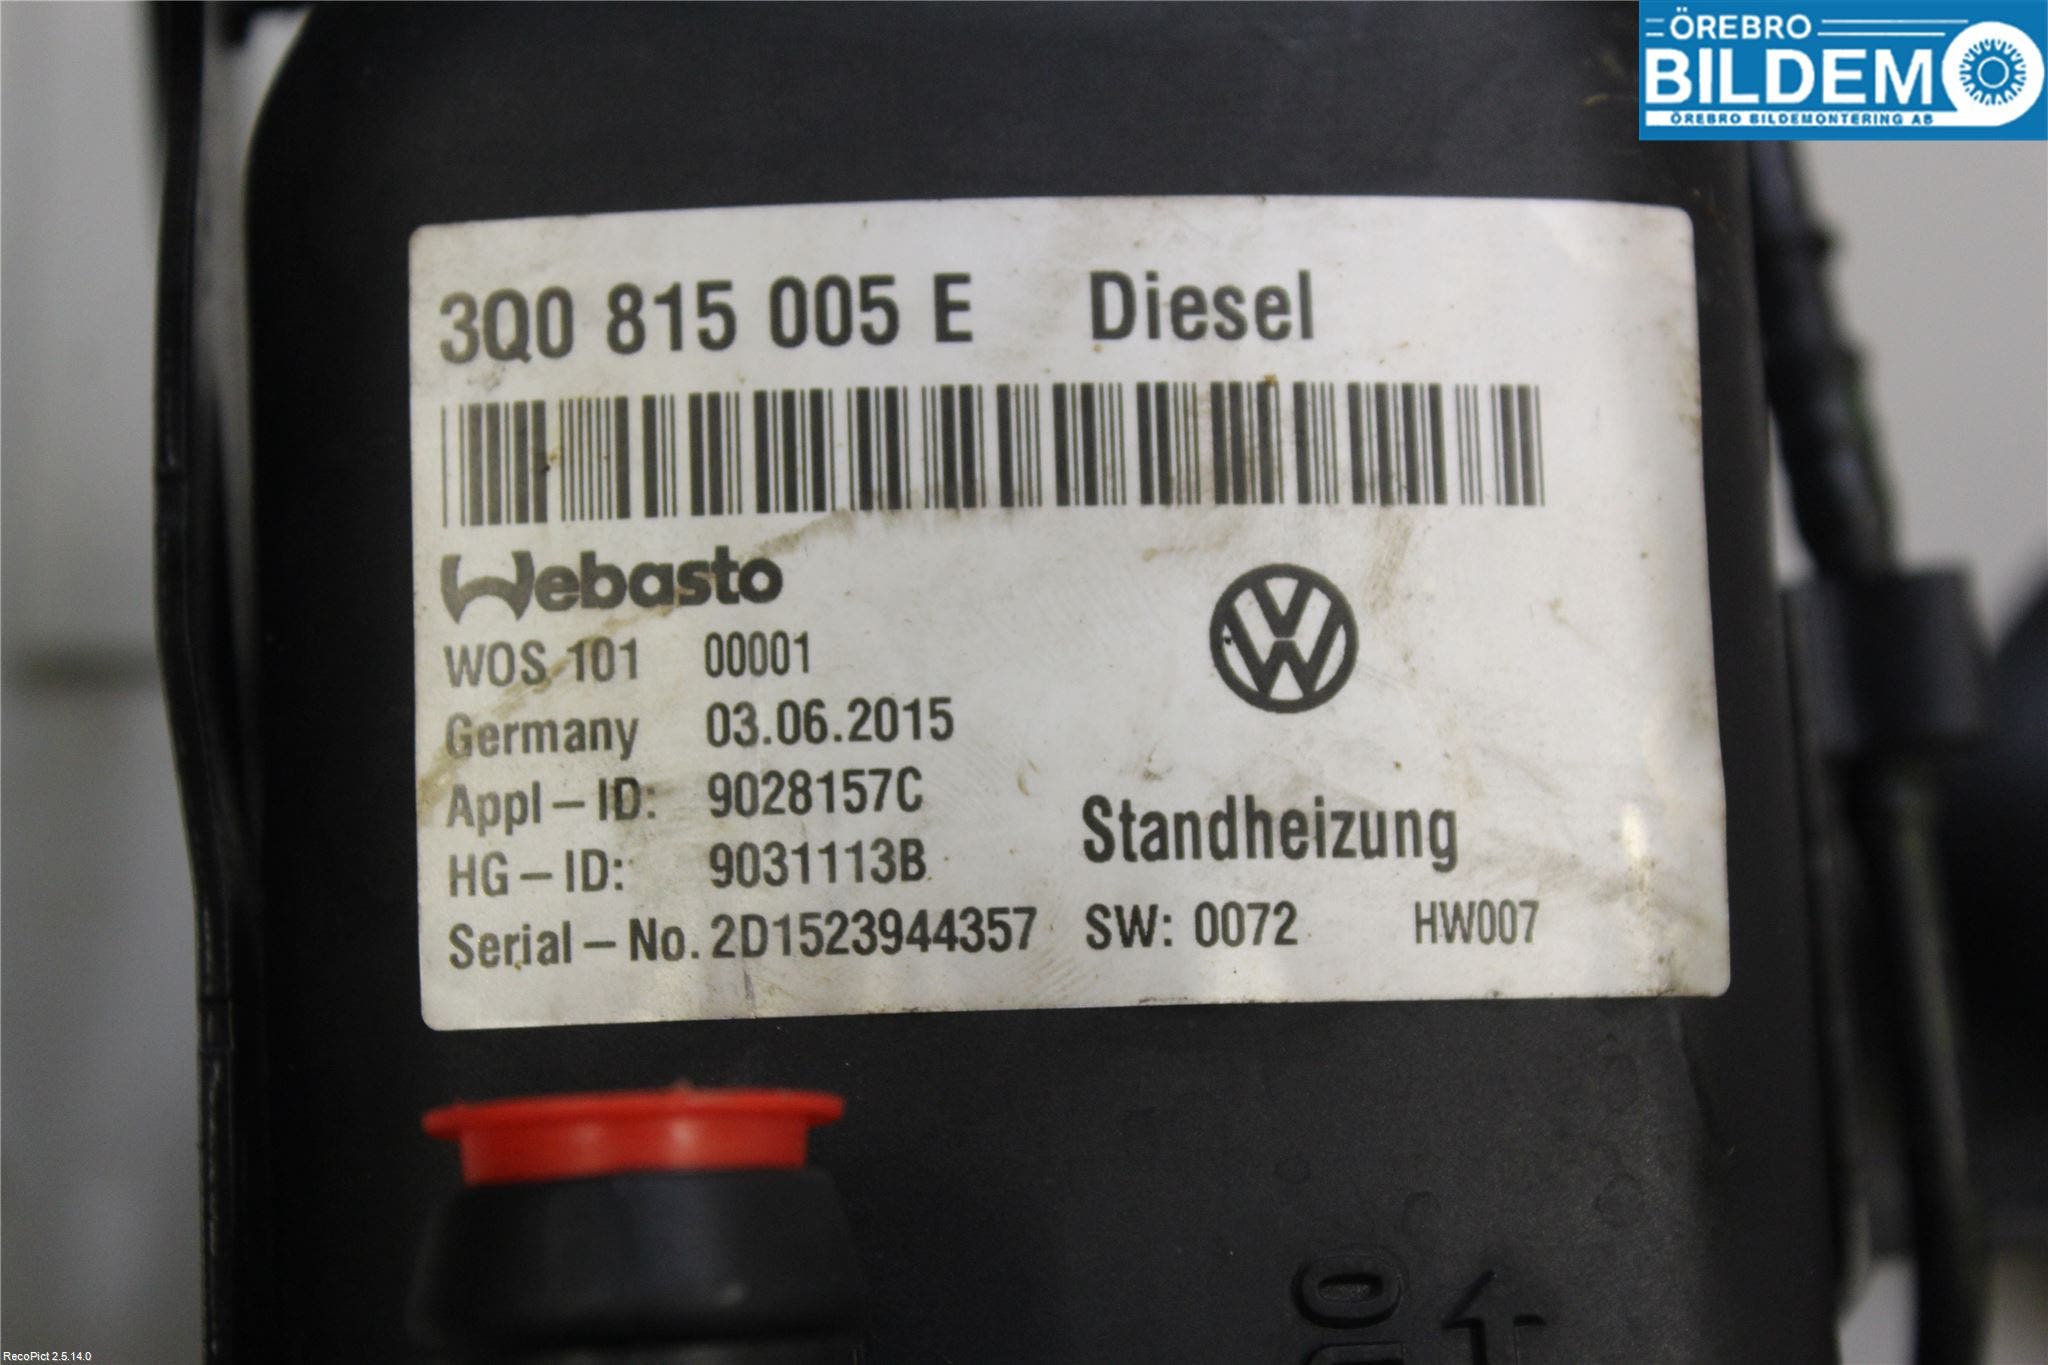 ÖREBRO
BILDEMO
ÖREBRO BILDEMONTERING AB
3Q0 815 005 E Diesel
Webasto
WOS 101 00001
Germany 03.06.2015
Appl-ID: 9028157C
HG-ID: 9031113B
Standheizung
Serial-No. 2D1523944357 SW: 0072 HW007
RecoPict 2.5.14.0